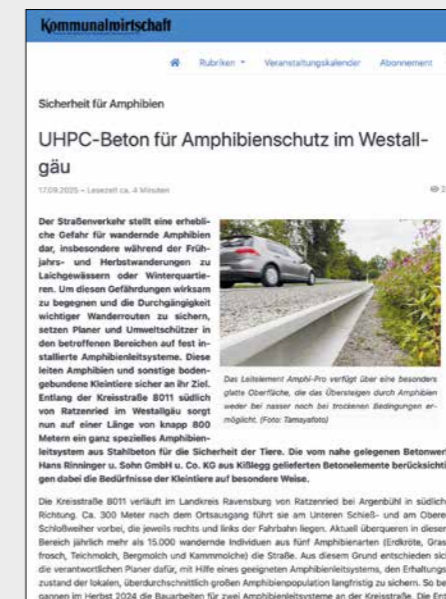 Kommunalwirtschaft
Rubriken
Veranstaltungskalender
Abonnement
Sicherheit für Amphibien
UHPC-Beton für Amphibienschutz im Westall-
gäu
17.09.2025 – Lesezeit ca. 4 Minuten
Der Straßenverkehr stellt eine erhebli-
che Gefahr für wandernde Amphibien
dar, insbesondere während der Früh-
jahrs- und Herbstwanderungen zu
Laichgewässern oder Winterquartie-
ren. Um diesen Gefährdungen wirksam
zu begegnen und die Durchgängigkeit
wichtiger Wanderrouten zu sichern,
setzen Planer und Umweltschützer in
den betroffenen Bereichen auf fest in-
stallierte Amphibienleitsysteme. Diese
leiten Amphibien und sonstige boden-
gebundene Kleintiere sicher an ihr Ziel.
Entlang der Kreisstraße 8011 südlich
von Ratzenried im Westallgäu sorgt
nun auf einer Länge von knapp 800
Metern ein ganz spezielles Amphibien-
leitsystem aus Stahlbeton für die Sicherheit der Tiere. Die vom nahe gelegenen Betonwerk
Hans Rinninger u. Sohn GmbH u. Co. KG aus Kißlegg gelieferten Betonelemente berücksichti-
gen dabei die Bedürfnisse der Kleintiere auf besondere Weise.
Das Leitelement Amphi-Pro verfügt über eine besonders
glatte Oberfläche, die das Übersteigen durch Amphibien
weder bei nasser noch bei trockenen Bedingungen er-
möglicht. (Foto: Tamayafoto)
Die Kreisstraße 8011 verläuft im Landkreis Ravensburg von Ratzenried bei Argenbühl in südlich
Richtung. Ca. 300 Meter nach dem Ortsausgang führt sie am Unteren Schieß- und am Obere
Schloßweiher vorbei, die jeweils rechts und links der Fahrbahn liegen. Aktuell überqueren in diesem
Bereich jährlich mehr als 15.000 wandernde Individuen aus fünf Amphibienarten (Erdkröte, Gras
frosch, Teichmolch, Bergmolch und Kammmolche) die Straße. Aus diesem Grund entschieden sich
die verantwortlichen Planer dafür, mit Hilfe eines geeigneten Amphibienleitsystems, den Erhaltungs
zustand der lokalen, überdurchschnittlich großen Amphibienpopulation langfristig zu sichern. So be
gannen im Herbst 2024 die Bauarbeiten für zwei Amphibienleitsysteme an der Kreisstraße. Die Ent